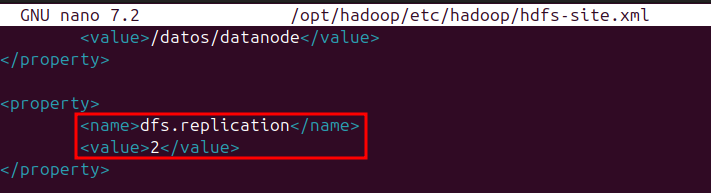 GNU nano 7.2 /opt/hadoop/etc/hadoop/hdfs-site.xml
<value>/datos/datanode</value>
</property>
<property>
<name>dfs.replication</name>
<value>2</value>
</property>